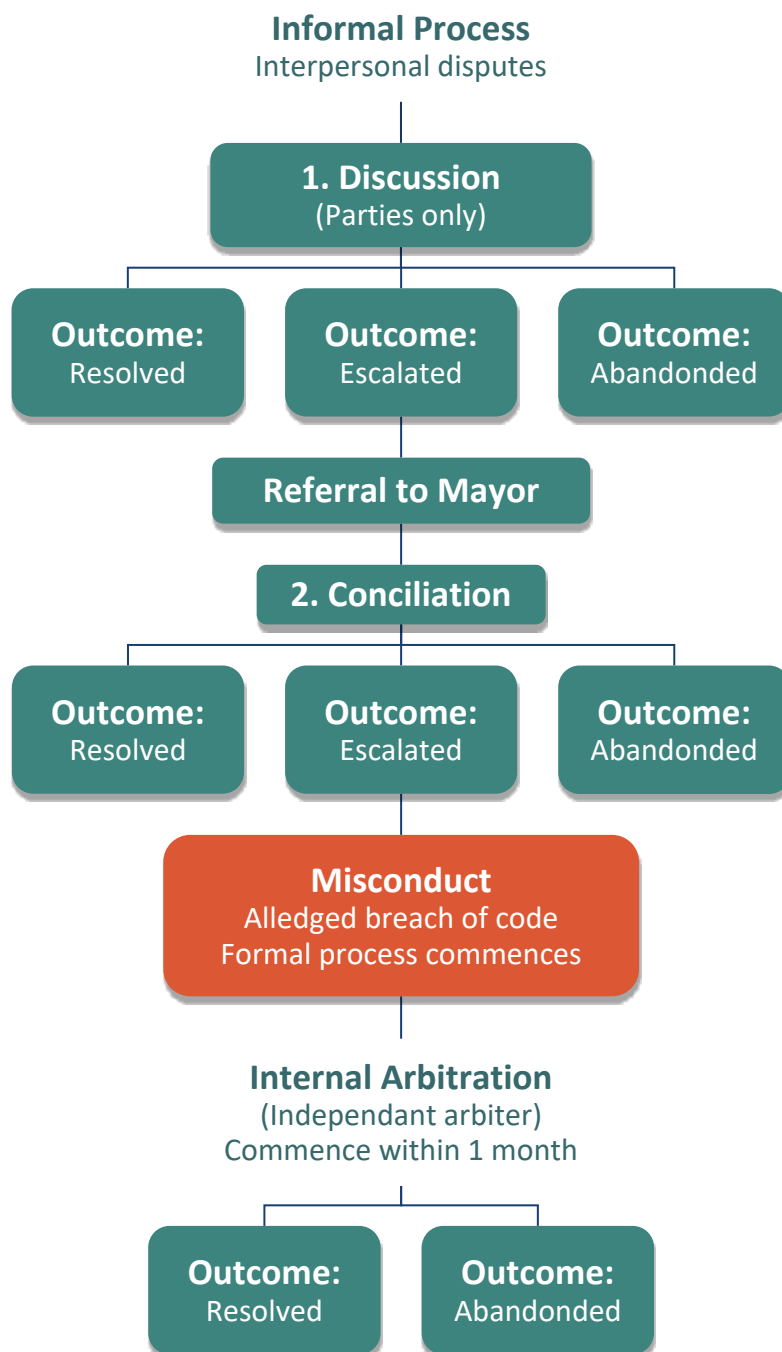 Informal Process
Interpersonal disputes
1. Discussion
(Parties only)
Outcome:
Resolved
Outcome:
Escalated
Outcome:
Abandonded
Referral to Mayor
2. Conciliation
Outcome:
Resolved
Outcome:
Escalated
Outcome:
Abandonded
Misconduct
Alledged breach of code
Formal process commences
Internal Arbitration
(Independant arbiter)
Commence within 1 month
Outcome:
Resolved
Outcome:
Abandonded